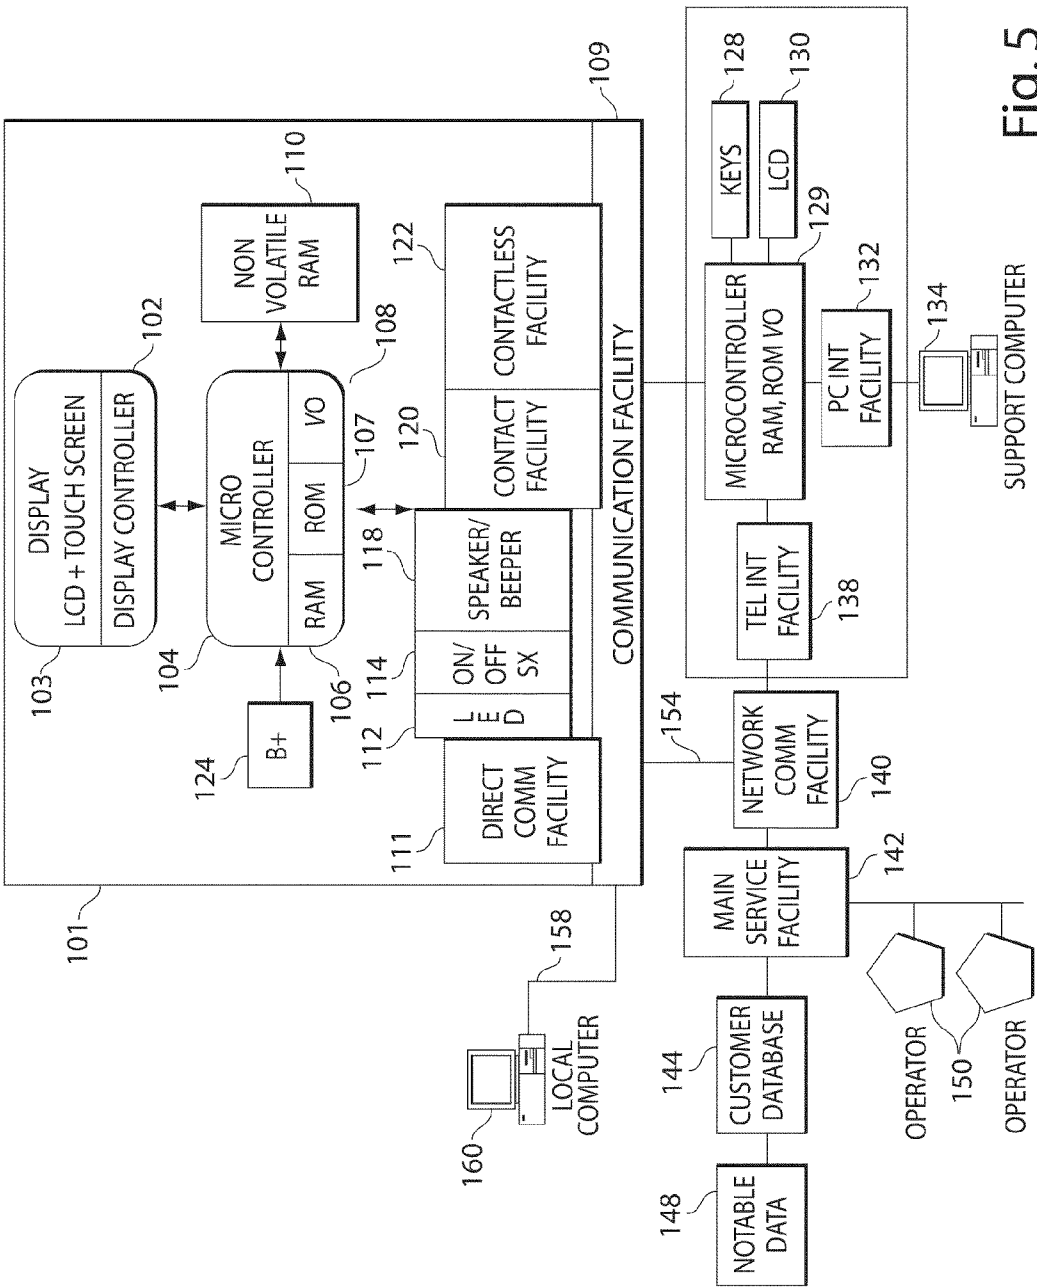 101
103
DISPLAY
LCD + TOUCH SCREEN
DISPLAY CONTROLLER
102
104
MICRO
CONTROLLER
RAM
ROM
I/O
106
107
108
NON
VOLATILE
RAM
110
124
B+
111
DIRECT
COMM
FACILITY
112
LED
114
ON/
OFF
SX
118
SPEAKER/
BEEPER
120
CONTACT
FACILITY
122
CONTACTLESS
FACILITY
COMMUNICATION FACILITY
109
158
160
LOCAL
COMPUTER
154
148
NOTABLE
DATA
144
CUSTOMER
DATABASE
MAIN
SERVICE
FACILITY
142
NETWORK
COMM
FACILITY
140
TEL INT
FACILITY
138
MICROCONTROLLER
RAM, ROM I/O
129
KEYS
128
LCD
130
PC INT
FACILITY
132
134
SUPPORT COMPUTER
OPERATOR
150
OPERATOR
Fig. 5